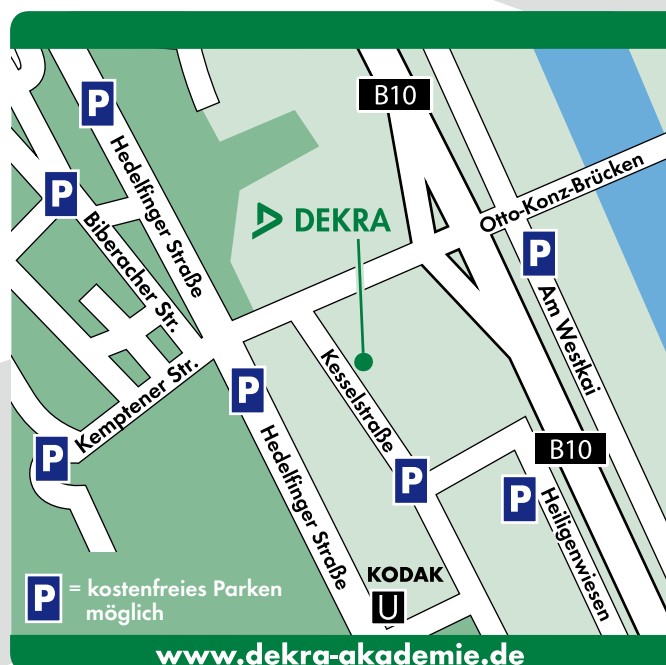 B10
P
Hedelfinger Straße
P
Otto-Konz-Brücken
DEKRA
Biberacher Str.
P
Am Westkai
Kesselstraße
Kemptener Str.
P
Hedelfinger Straße
B10
P
P
P
Heiligenwiesen
KODAK
U
P = kostenfreies Parken
möglich
www.dekra-akademie.de